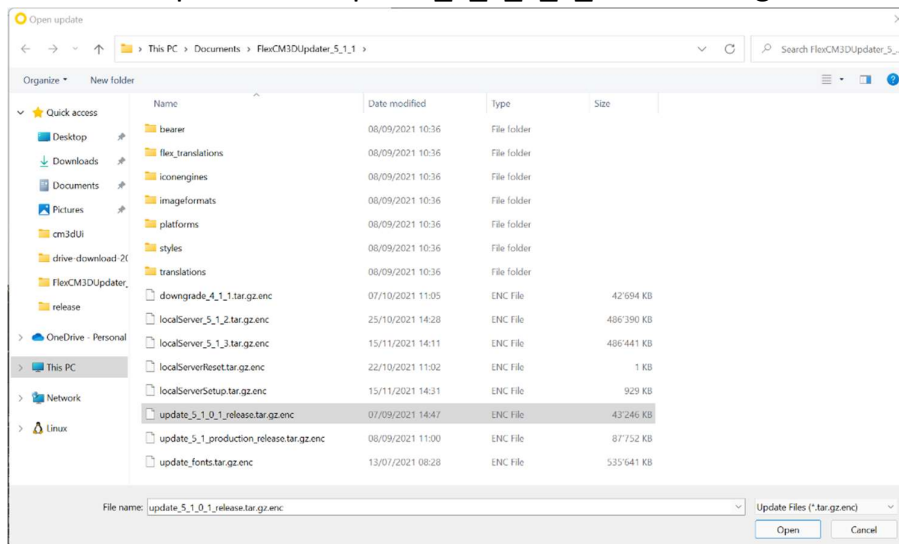 Open update
This PC > Documents > FlexCM3DUpdater_5_1_1 >
Search FlexCM3DUpdater_5_...
Organize
New folder
Name
Date modified
Type
Size
Quick access
Desktop
Downloads
Documents
Pictures
cm3dUi
drive-download-20
FlexCM3DUpdater_
release
OneDrive - Personal
This PC
Network
Linux
bearer 08/09/2021 10:36 File folder
flex_translations 08/09/2021 10:36 File folder
iconengines 08/09/2021 10:36 File folder
imageformats 08/09/2021 10:36 File folder
platforms 08/09/2021 10:36 File folder
styles 08/09/2021 10:36 File folder
translations 08/09/2021 10:36 File folder
downgrade_4_1_1.tar.gz.enc 07/10/2021 11:05 ENC File 42'694 KB
localServer_5_1_2.tar.gz.enc 25/10/2021 14:28 ENC File 486'390 KB
localServer_5_1_3.tar.gz.enc 15/11/2021 14:11 ENC File 486'441 KB
localServerReset.tar.gz.enc 22/10/2021 11:02 ENC File 1 KB
localServerSetup.tar.gz.enc 15/11/2021 14:31 ENC File 929 KB
update_5_1_0_1_release.tar.gz.enc 07/09/2021 14:47 ENC File 43'246 KB
update_5_1_production_release.tar.gz.enc 08/09/2021 11:00 ENC File 87'752 KB
update_fonts.tar.gz.enc 13/07/2021 08:28 ENC File 535'641 KB
File name: update_5_1_0_1_release.tar.gz.enc
Update Files (*.tar.gz.enc)
Open
Cancel